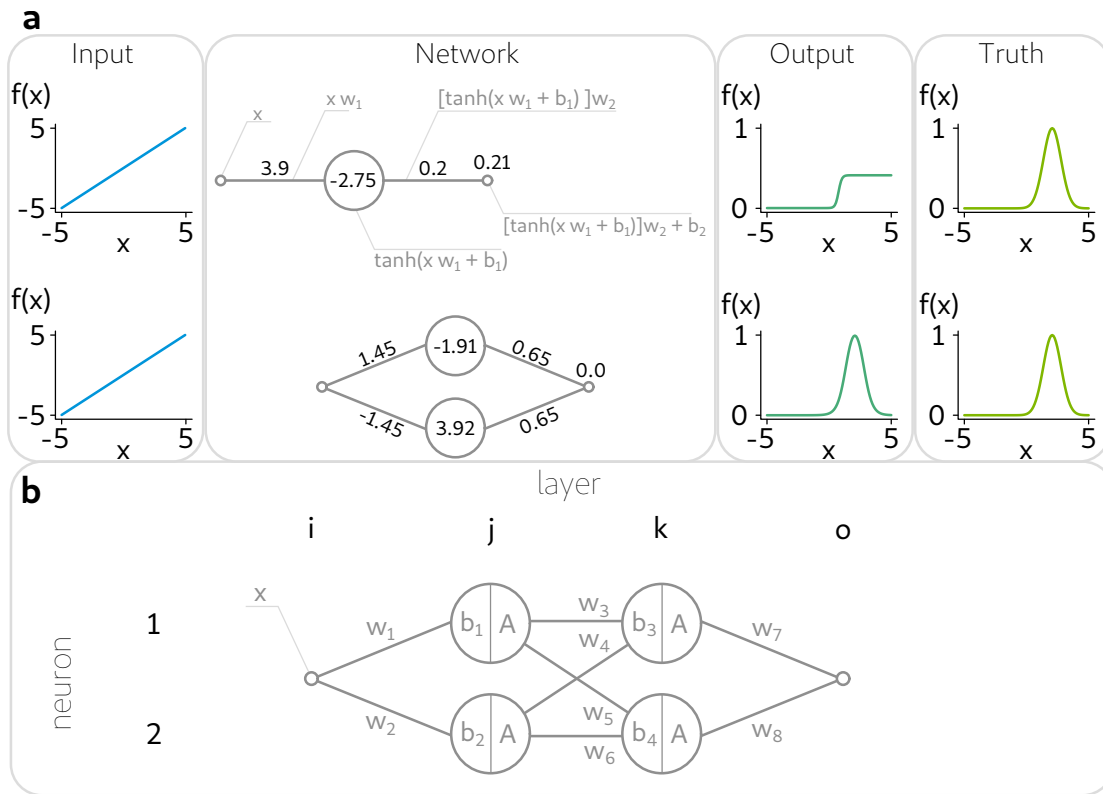 a
Input
Network
Output
Truth
f(x)
5
-5
-5
5
x
x
x w1
[tanh(x w1 + b1) ]w2
3.9
-2.75
0.2
0.21
[tanh(x w1 + b1)]w2 + b2
tanh(x w1 + b1)
f(x)
1
0
-5
5
x
f(x)
1
0
-5
5
x
f(x)
5
-5
-5
5
x
1.45
-1.91
0.65
0.0
-1.45
3.92
0.65
f(x)
1
0
-5
5
x
f(x)
1
0
-5
5
x
b
layer
i
j
k
o
neuron
1
2
x
w1
w2
b1 A
b2 A
w3
w4
w5
w6
b3 A
b4 A
w7
w8